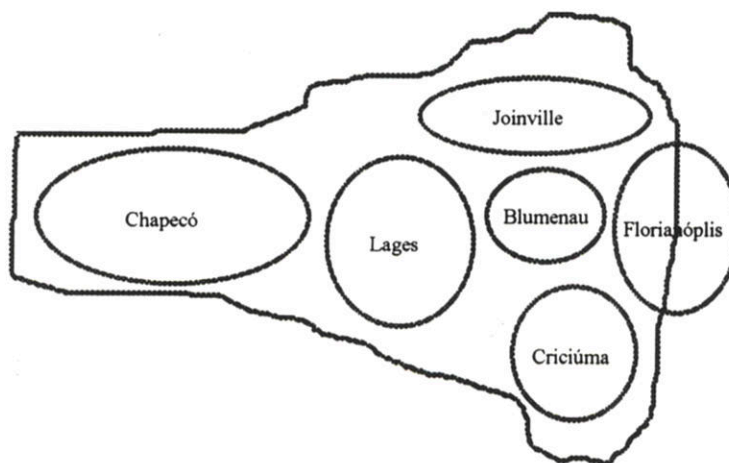 Joinville
Chapecó
Lages
Blumenau
Florianóplis
Criciúma